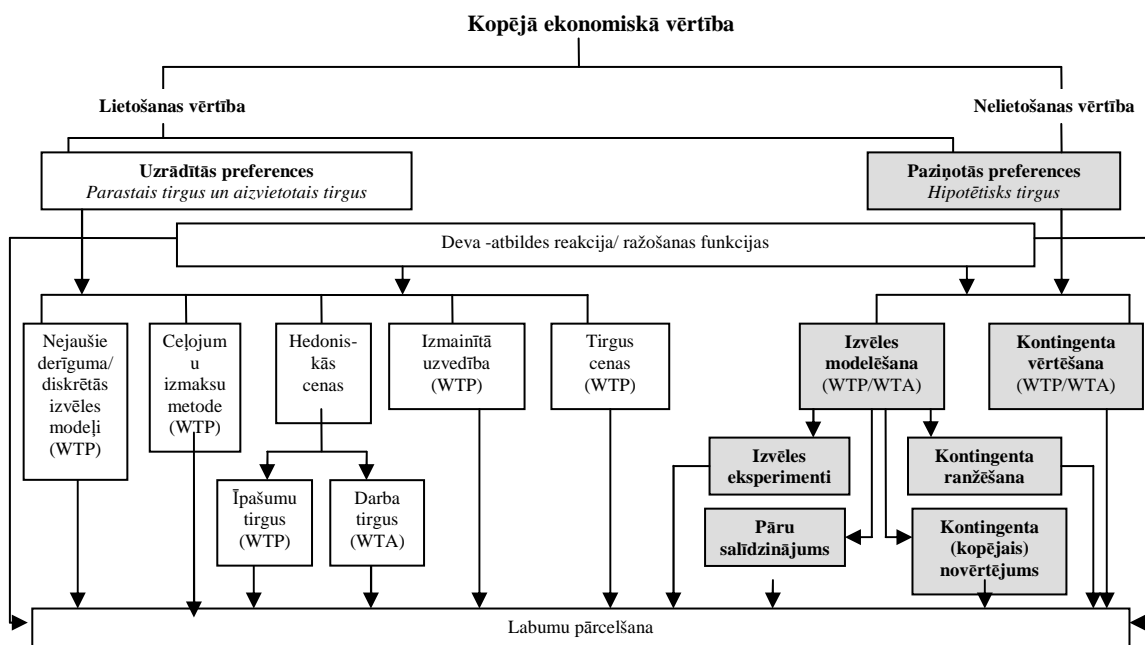 Kopējā ekonomiskā vērtība
Lietošanas vērtība
Nelietošanas vērtība
Uzrādītās preferences
Parastais tirgus un aizvietotais tirgus
Paziņotās preferences
Hipotētisks tirgus
Deva -atbildes reakcija/ ražošanas funkcijas
Nejaušie
derīguma/
diskrētās
izvēles
modeļi
(WTP)
Ceļojum
u
izmaksu
metode
(WTP)
Hedonis-
kās
cenas
Izmainītā
uzvedība
(WTP)
Tirgus
cenas
(WTP)
Izvēles
modelēšana
(WTP/WTA)
Kontingenta
vērtēšana
(WTP/WTA)
Īpašumu
tirgus
(WTP)
Darba
tirgus
(WTA)
Izvēles
eksperimenti
Kontingenta
ranžēšana
Pāru
salīdzinājums
Kontingenta
(kopējais)
novērtējums
Labumu pārcelšana